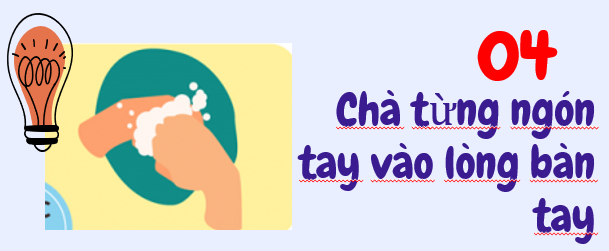 04
Chà từng ngón
tay vào lòng bàn
tay